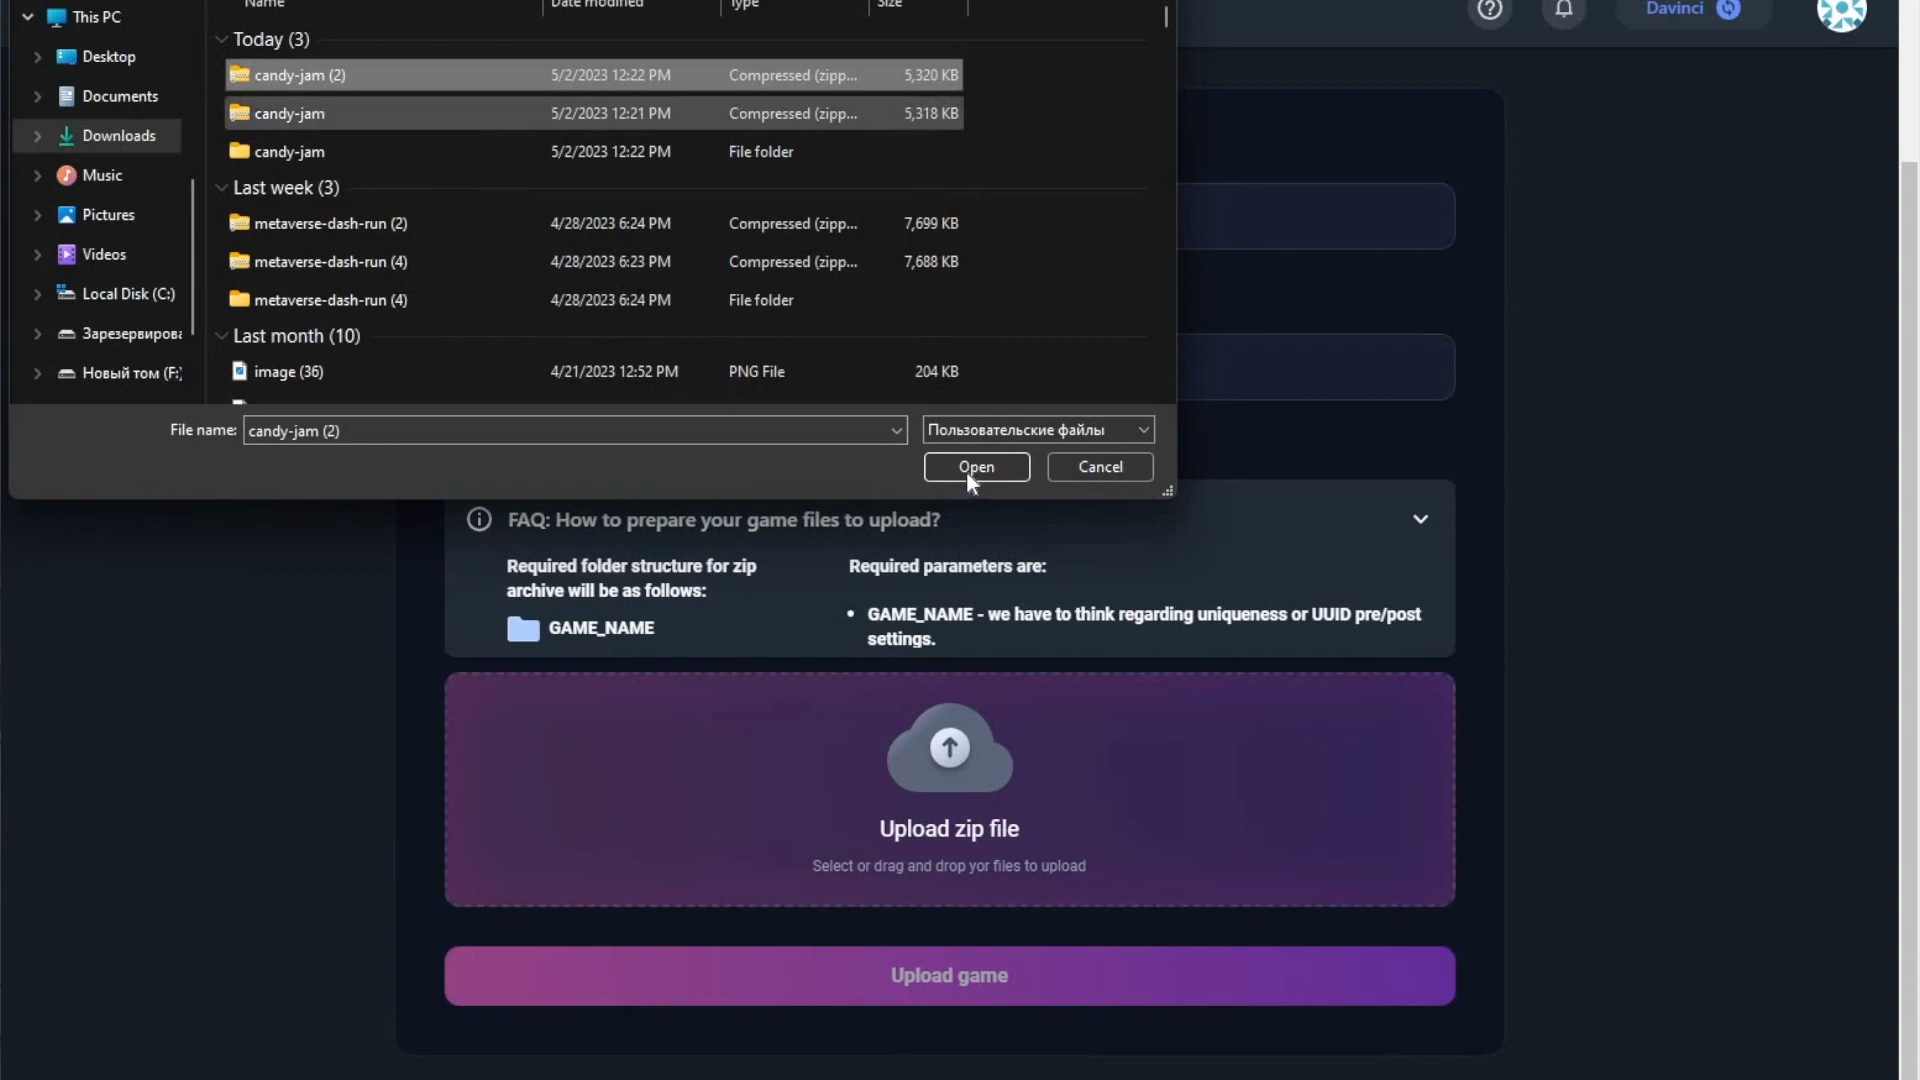 This PC
Desktop
Documents
Downloads
Music
Pictures
Videos
Local Disk (C:)
Зарезервирова
Новый том (F:
Name Date modified Type Size
Today (3)
candy-jam (2) 5/2/2023 12:22 PM Compressed (zipp... 5,320 KB
candy-jam 5/2/2023 12:21 PM Compressed (zipp... 5,318 KB
candy-jam 5/2/2023 12:22 PM File folder
Last week (3)
metaverse-dash-run (2) 4/28/2023 6:24 PM Compressed (zipp... 7,699 KB
metaverse-dash-run (4) 4/28/2023 6:23 PM Compressed (zipp... 7,688 KB
metaverse-dash-run (4) 4/28/2023 6:24 PM File folder
Last month (10)
image (36) 4/21/2023 12:52 PM PNG File 204 KB
File name: candy-jam (2) Пользовательские файлы
Open Cancel
Davinci
FAQ: How to prepare your game files to upload?
Required folder structure for zip
archive will be as follows:
GAME_NAME
Required parameters are:
• GAME_NAME - we have to think regarding uniqueness or UUID pre/post
settings.
Upload zip file
Select or drag and drop yor files to upload
Upload game